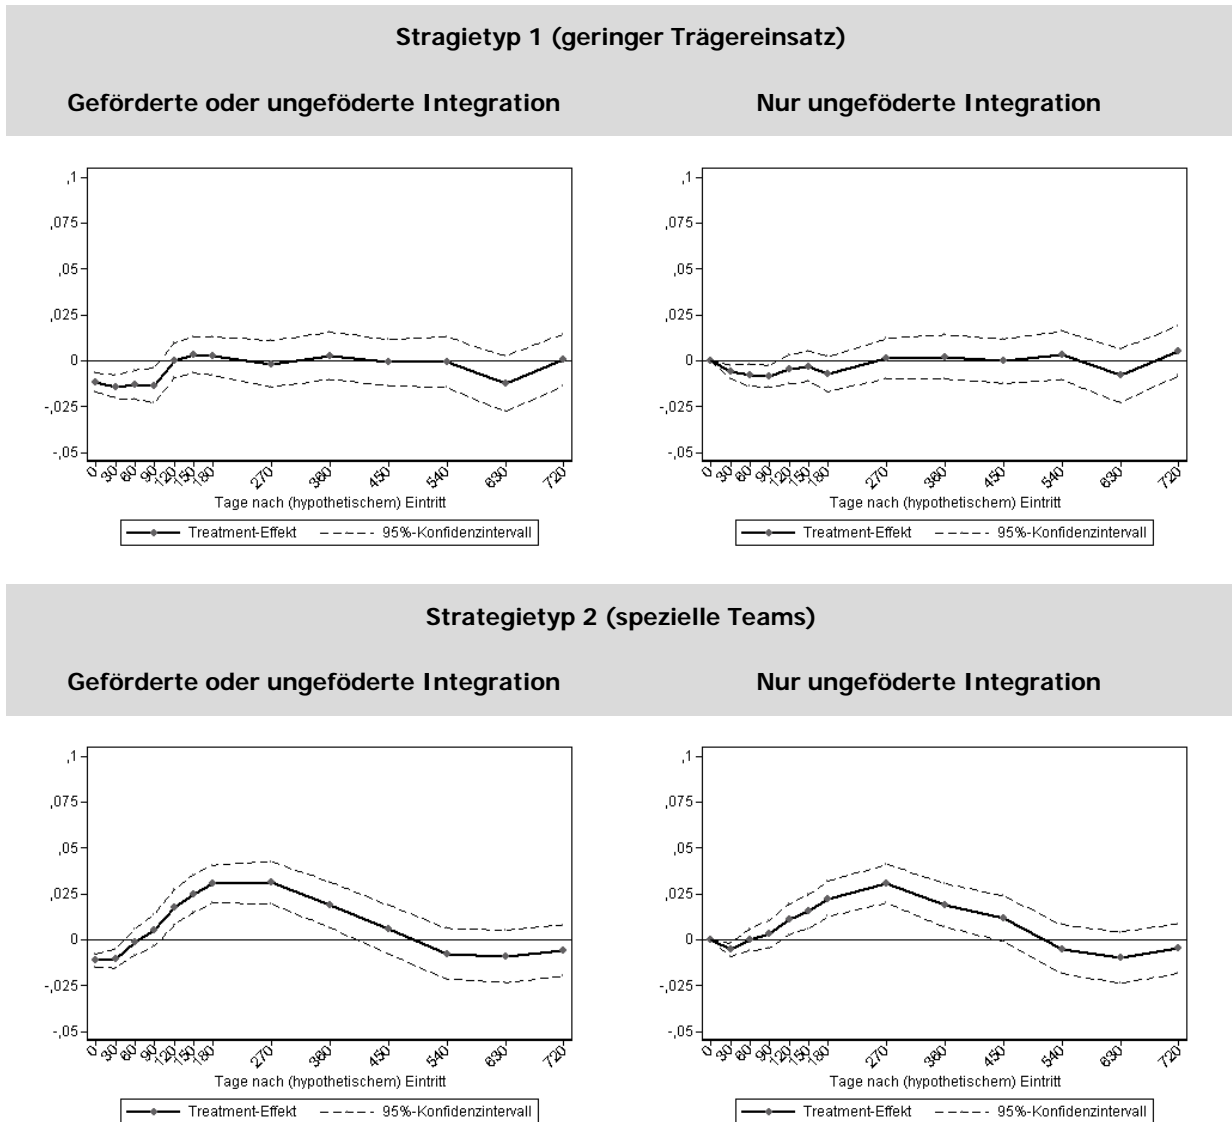 Stragietyp 1 (geringer Trägereinsatz)
Geförderte oder ungeföderte Integration
Nur ungeföderte Integration
,1
,075
,05
,025
0
-,025
-,05
0 30 60 90 120 150 180 270 360 450 540 630 720
Tage nach (hypothetischem) Eintritt
Treatment-Effekt 95%-Konfidenzintervall
,1
,075
,05
,025
0
-,025
-,05
0 30 60 90 120 150 180 270 360 450 540 630 720
Tage nach (hypothetischem) Eintritt
Treatment-Effekt 95%-Konfidenzintervall
Strategietyp 2 (spezielle Teams)
Geförderte oder ungeföderte Integration
Nur ungeföderte Integration
,1
,075
,05
,025
0
-,025
-,05
0 30 60 90 120 150 180 270 360 450 540 630 720
Tage nach (hypothetischem) Eintritt
Treatment-Effekt 95%-Konfidenzintervall
,1
,075
,05
,025
0
-,025
-,05
0 30 60 90 120 150 180 270 360 450 540 630 720
Tage nach (hypothetischem) Eintritt
Treatment-Effekt 95%-Konfidenzintervall